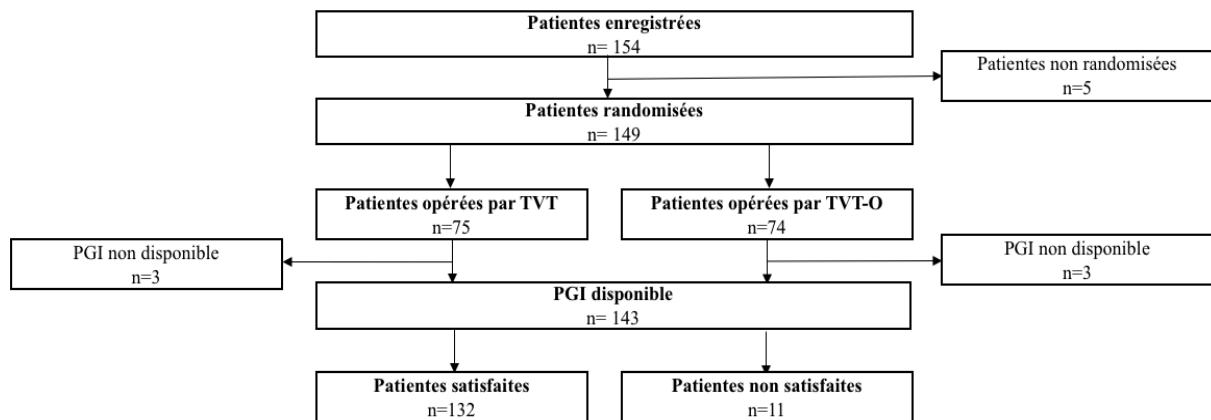 Patientes enregistrées
n= 154
Patientes non randomisées
n=5
Patientes randomisées
n= 149
Patientes opérées par TVT
n=75
Patientes opérées par TVT-O
n=74
PGI non disponible
n=3
PGI non disponible
n=3
PGI disponible
n= 143
Patientes satisfaites
n=132
Patientes non satisfaites
n=11